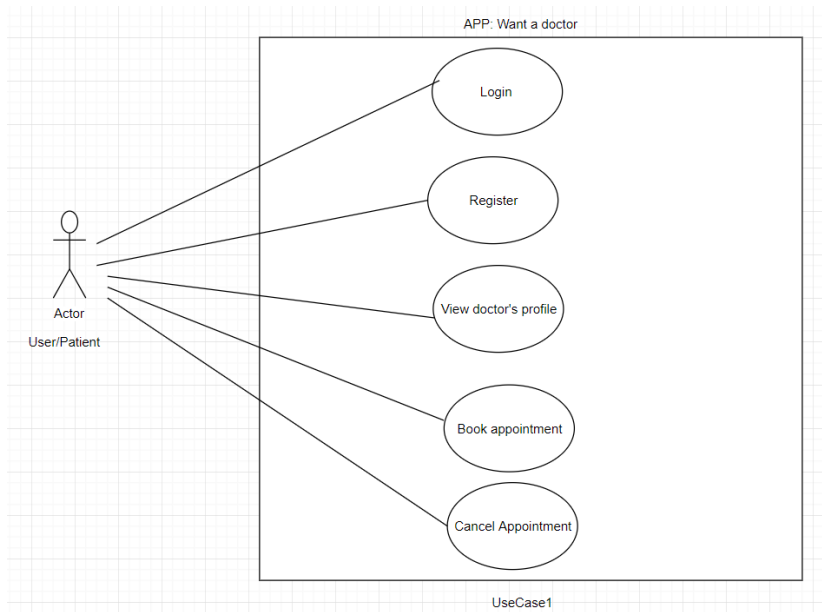 APP: Want a doctor
Login
Register
View doctor's profile
Book appointment
Cancel Appointment
Actor
User/Patient
UseCase1